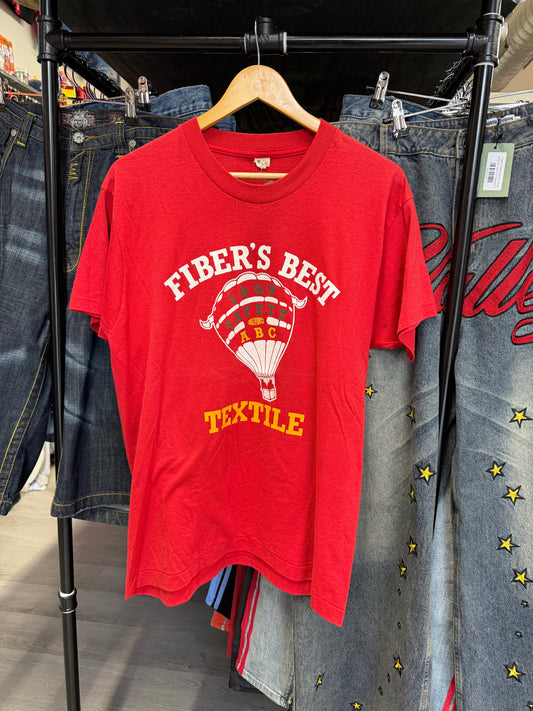 FIBER'S BEST
1989
SAFETY
ABC
TEXTILE